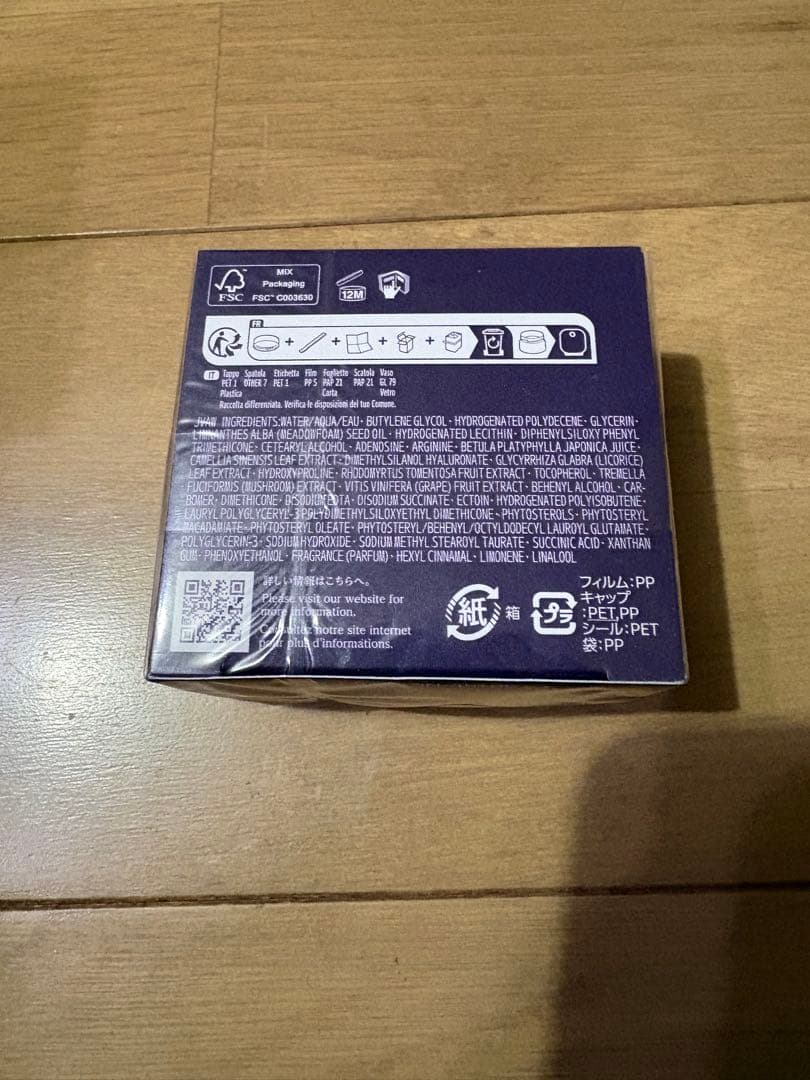 FSC™
MIX
Packaging
FSC™ C003630
12M
FR
IT Tappo Spatola Etichetta Film Foglietto Scatola Vaso
PET 1 OTHER 7 PET 1 PP 5 PAP 21 PAP 21 GL 79
Plastica Carta Vetro
Raccolta differenziata. Verifica le disposizioni del tuo Comune.
JVAW INGREDIENTS:WATER/AQUA/EAU・BUTYLENE GLYCOL・HYDROGENATED POLYDECENE・GLYCERIN・
LIMNANTHES ALBA (MEADOWFOAM) SEED OIL・HYDROGENATED LECITHIN・DIPHENYLSILOXY PHENYL
TRIMETHICONE・CETEARYL ALCOHOL・ADENOSINE・ARGININE・BETULA PLATYPHYLLA JAPONICA JUICE・
CAMELLIA SINENSIS LEAF EXTRACT・DIMETHYLSILANOL HYALURONATE・GLYCYRRHIZA GLABRA (LICORICE)
LEAF EXTRACT・HYDROXYPROLINE・RHODOMYRTUS TOMENTOSA FRUIT EXTRACT・TOCOPHEROL・TREMELLA
FUCIFORMIS (MUSHROOM) EXTRACT・VITIS VINIFERA (GRAPE) FRUIT EXTRACT・BEHENYL ALCOHOL・CAR-
BOMER・DIMETHICONE・DISODIUM EDTA・DISODIUM SUCCINATE・ECTOIN・HYDROGENATED POLYISOBUTENE・
LAURYL POLYGLYCERYL-3 POLYDIMETHYLSILOXYETHYL DIMETHICONE・PHYTOSTEROLS・PHYTOSTERYL
MACADAMIATE・PHYTOSTERYL OLEATE・PHYTOSTERYL/BEHENYL/OCTYLDODECYL LAUROYL GLUTAMATE・
POLYGLYCERIN-3・SODIUM HYDROXIDE・SODIUM METHYL STEAROYL TAURATE・SUCCINIC ACID・XANTHAN
GUM・PHENOXYETHANOL・FRAGRANCE (PARFUM)・HEXYL CINNAMAL・LIMONENE・LINALOOL
詳しい情報はこちらへ。
Please visit our website for
more information.
Consultez notre site internet
pour plus d'informations.
紙 箱
プラ
フィルム:PP
キャップ
:PET,PP
シール:PET
袋:PP